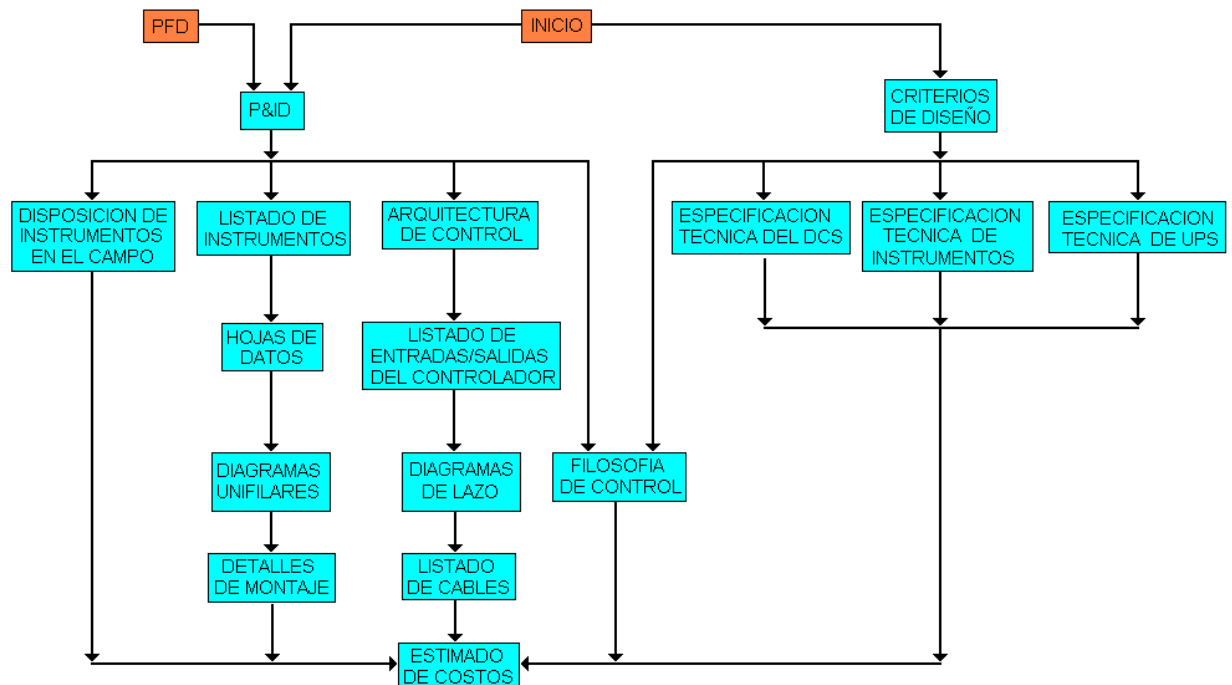 PFD
INICIO
P&ID
CRITERIOS
DE DISEÑO
DISPOSICION DE
INSTRUMENTOS
EN EL CAMPO
LISTADO DE
INSTRUMENTOS
ARQUITECTURA
DE CONTROL
ESPECIFICACION
TECNICA DEL DCS
ESPECIFICACION
TECNICA DE
INSTRUMENTOS
ESPECIFICACION
TECNICA DE UPS
HOJAS DE
DATOS
LISTADO DE
ENTRADAS/SALIDAS
DEL CONTROLADOR
DIAGRAMAS
UNIFILARES
DIAGRAMAS
DE LAZO
FILOSOFIA
DE CONTROL
DETALLES
DE MONTAJE
LISTADO
DE CABLES
ESTIMADO
DE COSTOS